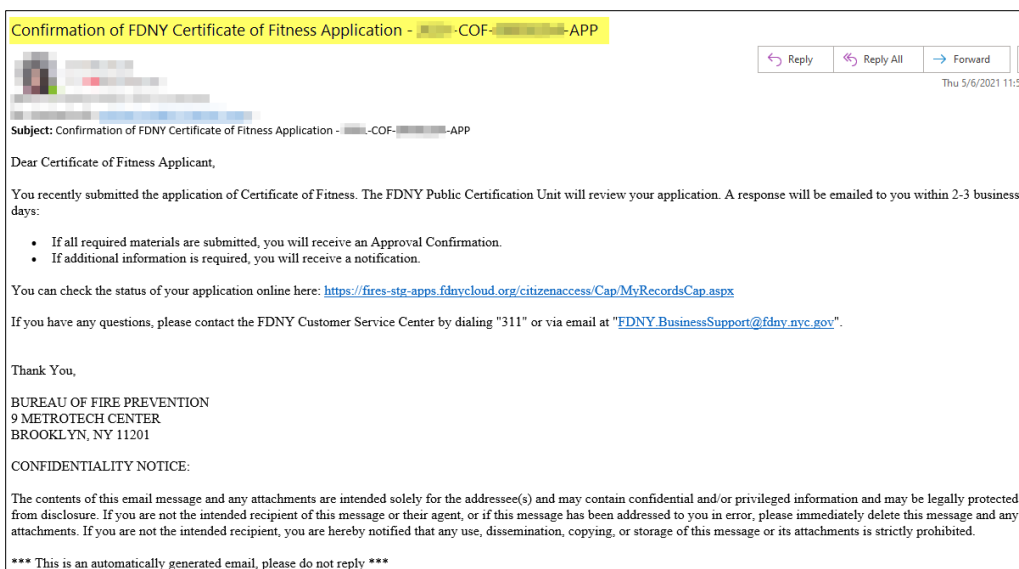 Confirmation of FDNY Certificate of Fitness Application - -COF- -APP
Reply
Reply All
Forward
Thu 5/6/2021 11:5
Subject: Confirmation of FDNY Certificate of Fitness Application - -COF- -APP
Dear Certificate of Fitness Applicant,
You recently submitted the application of Certificate of Fitness. The FDNY Public Certification Unit will review your application. A response will be emailed to you within 2-3 business
days:
• If all required materials are submitted, you will receive an Approval Confirmation.
• If additional information is required, you will receive a notification.
You can check the status of your application online here: https://fires-stg-apps.fdnycloud.org/citizenaccess/Cap/MyRecordsCap.aspx
If you have any questions, please contact the FDNY Customer Service Center by dialing "311" or via email at "FDNY.BusinessSupport@fdny.nyc.gov".
Thank You,
BUREAU OF FIRE PREVENTION
9 METROTECH CENTER
BROOKLYN, NY 11201
CONFIDENTIALITY NOTICE:
The contents of this email message and any attachments are intended solely for the addressee(s) and may contain confidential and/or privileged information and may be legally protected
from disclosure. If you are not the intended recipient of this message or their agent, or if this message has been addressed to you in error, please immediately delete this message and any
attachments. If you are not the intended recipient, you are hereby notified that any use, dissemination, copying, or storage of this message or its attachments is strictly prohibited.
*** This is an automatically generated email, please do not reply ***